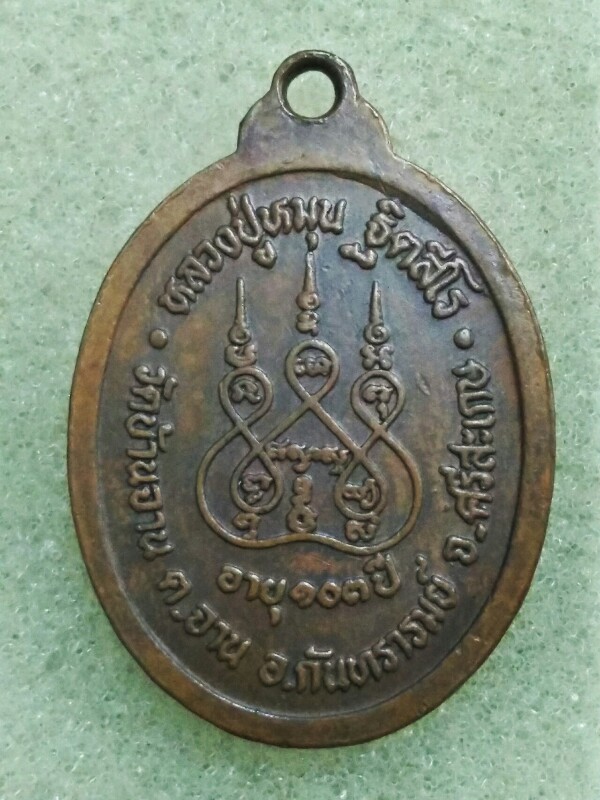 หลวงปู่หมุน ฐิตสีโร
วัดบ้านจาน ต.จาน อ.กันทรารมย์ จ.ศรีสะเกษ
อายุ ๑๐๓ ปี